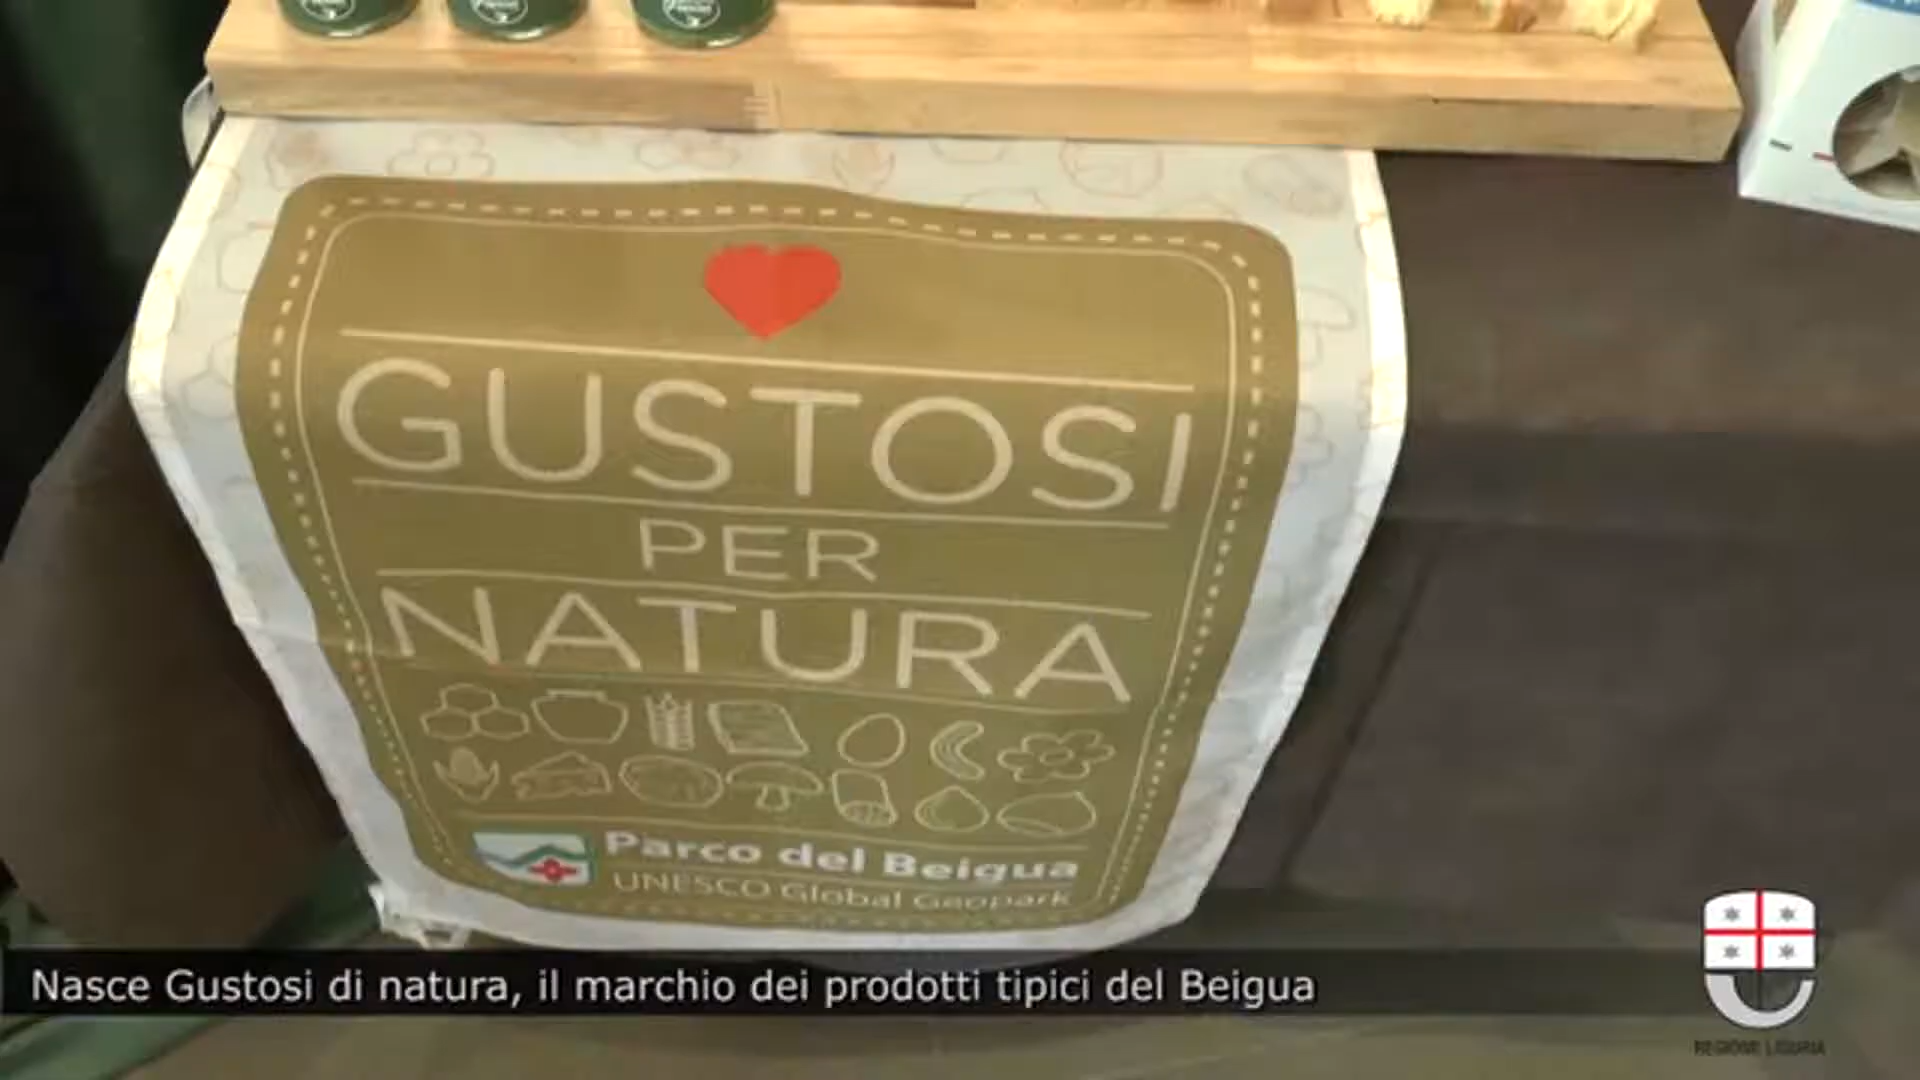 GUSTOSI
PER
NATURA
Parco del Beigua
UNESCO Global Geopark
Nasce Gustosi di natura, il marchio dei prodotti tipici del Beigua
REGIONE LIGURIA